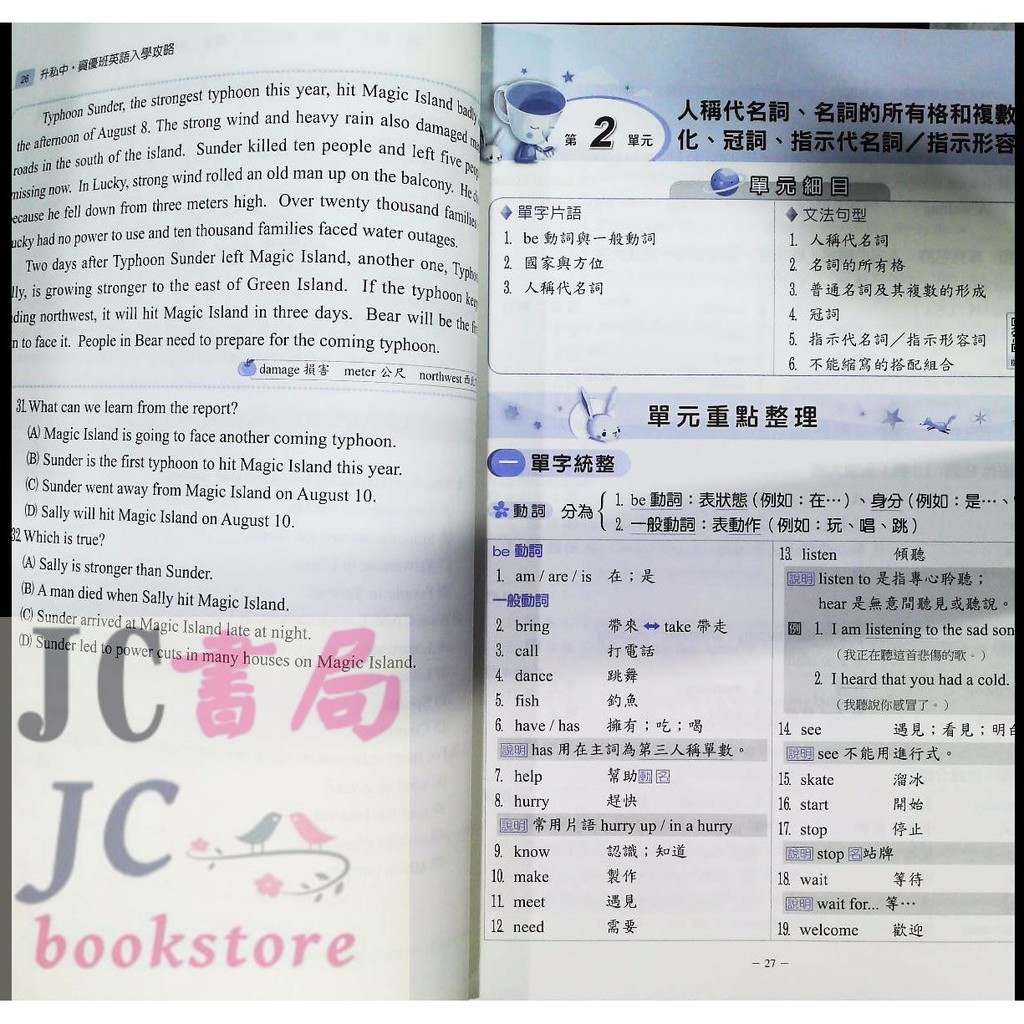 26 升私中・資優班英語入學攻略
Typhoon Sunder, the strongest typhoon this year, hit Magic Island badly
the afternoon of August 8. The strong wind and heavy rain also damaged
roads in the south of the island. Sunder killed ten people and left five
missing now. In Lucky, strong wind rolled an old man up on the balcony. He
because he fell down from three meters high. Over twenty thousand families
ucky had no power to use and ten thousand families faced water outages.
Two days after Typhoon Sunder left Magic Island, another one,
lly, is growing stronger to the east of Green Island. If the typhoon
ding northwest, it will hit Magic Island in three days. Bear will be the
n to face it. People in Bear need to prepare for the coming typhoon.
damage 損害 meter 公尺 northwest
31. What can we learn from the report?
(A) Magic Island is going to face another coming typhoon.
(B) Sunder is the first typhoon to hit Magic Island this year.
(C) Sunder went away from Magic Island on August 10.
(D) Sally will hit Magic Island on August 10.
32 Which is true?
(A) Sally is stronger than Sunder.
(B) A man died when Sally hit Magic Island.
(C) Sunder arrived at Magic Island late at night.
(D) Sunder led to power cuts in many houses on Magic Island.
JC書局
JC
bookstore
第2單元
人稱代名詞、名詞的所有格和複數
化、冠詞、指示代名詞／指示形容
單元細目
單字片語
1. be 動詞與一般動詞
2. 國家與方位
3. 人稱代名詞
文法句型
1. 人稱代名詞
2. 名詞的所有格
3. 普通名詞及其複數的形成
4. 冠詞
5. 指示代名詞／指示形容詞
6. 不能縮寫的搭配組合
單元重點整理
一 單字統整
動詞 分為
1. be 動詞：表狀態（例如：在…）、身分（例如：是…、
2. 一般動詞：表動作（例如：玩、唱、跳）
be 動詞
1. am / are / is 在；是
一般動詞
2. bring 帶來 ↔ take 帶走
3. call 打電話
4. dance 跳舞
5. fish 釣魚
6. have / has 擁有；吃；喝
說明 has 用在主詞為第三人稱單數。
7. help 幫助 動 名
8. hurry 趕快
說明 常用片語 hurry up / in a hurry
9. know 認識；知道
10. make 製作
11. meet 遇見
12. need 需要
13. listen 傾聽
說明 listen to 是指專心聆聽；
hear 是無意間聽見或聽說。
例 1. I am listening to the sad son
（我正在聽這首悲傷的歌。）
2. I heard that you had a cold.
（我聽說你感冒了。）
14. see 遇見；看見；明白
說明 see 不能用進行式。
15. skate 溜冰
16. start 開始
17. stop 停止
說明 stop 名 站牌
18. wait 等待
說明 wait for... 等…
19. welcome 歡迎
– 27 –